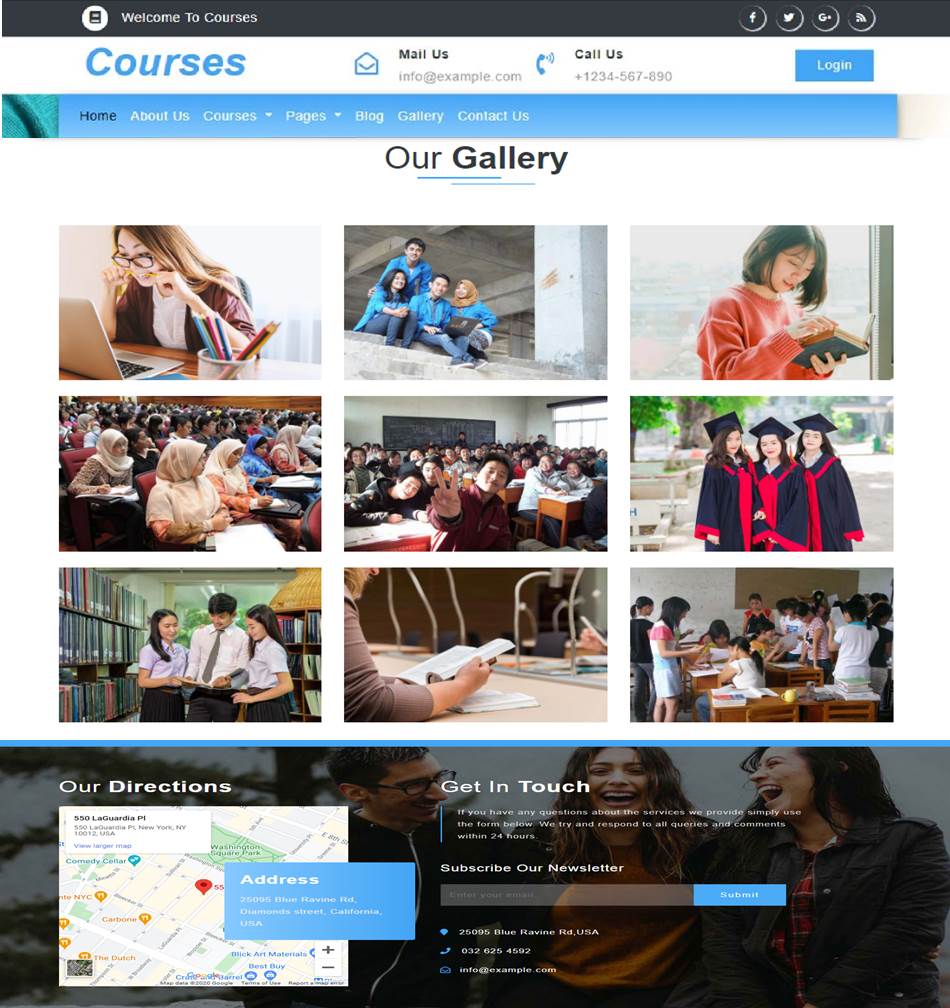 Welcome To Courses
Courses
Mail Us
info@example.com
Call Us
+1234-567-890
Login
Home About Us Courses Pages Blog Gallery Contact Us
Our Gallery
H
Our Directions
550 LaGuardia Pl
550 LaGuardia Pl, New York, NY
10012, USA
View larger map
Washington
Square Park
E 8th St
Comedy Cellar
NYC
55
Carbone
The Dutch
Blick Art Materials
Best Buy
Crate and Barrel
Google
Map data ©2020 Google Terms of Use Report a map error
Address
25095 Blue Ravine Rd,
Diamonds street, California,
USA
Get In Touch
If you have any questions about the services we provide simply use
the form below. We try and respond to all queries and comments
within 24 hours.
Subscribe Our Newsletter
Enter your email...
Submit
25095 Blue Ravine Rd,USA
032 625 4592
info@example.com